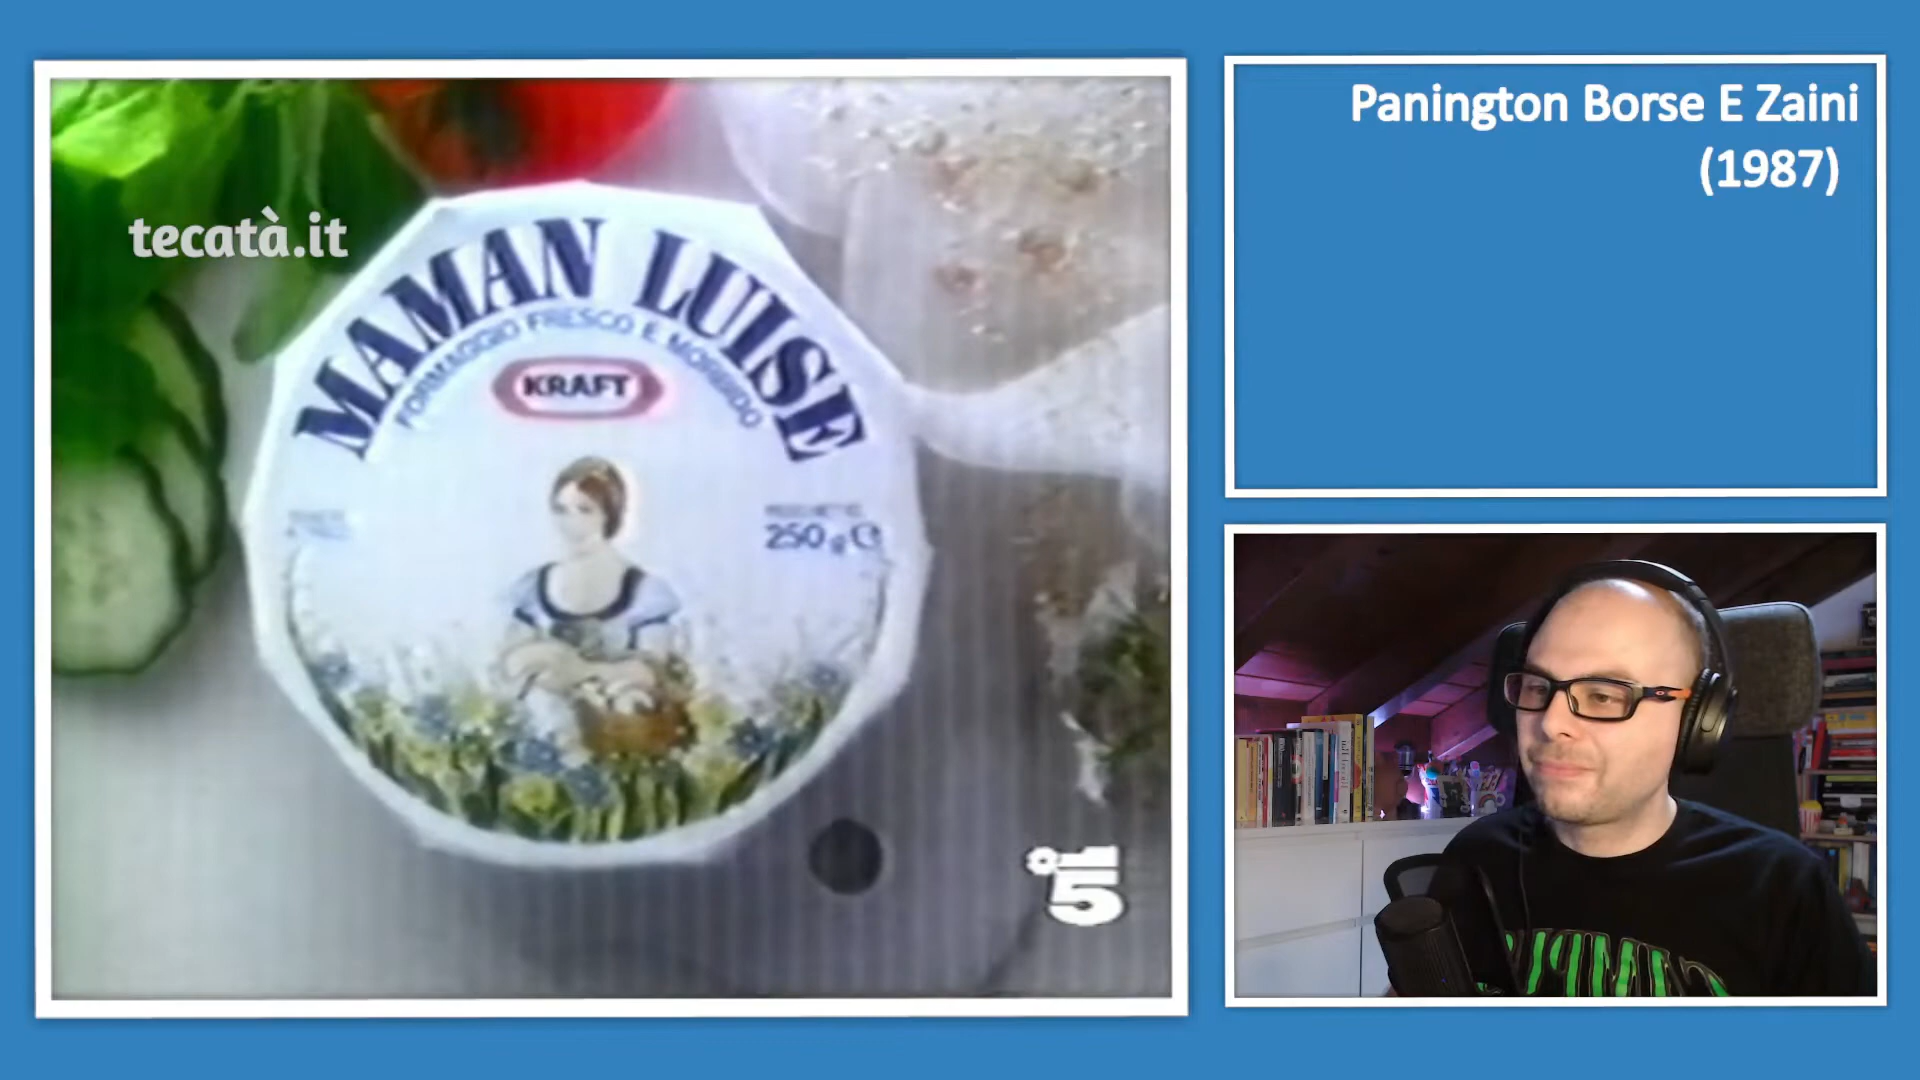 tecatà.it
MAMAN LUISE
FORMAGGIO FRESCO E MORBIDO
KRAFT
250 g e
5
Panington Borse E Zaini
(1987)